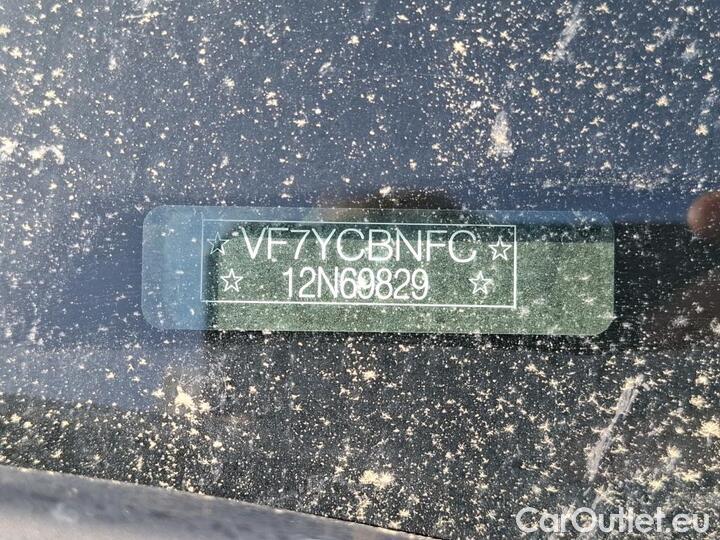 ☆ VF7YCBNFC ☆
☆ 12N69829 ☆
CarOutlet.eu